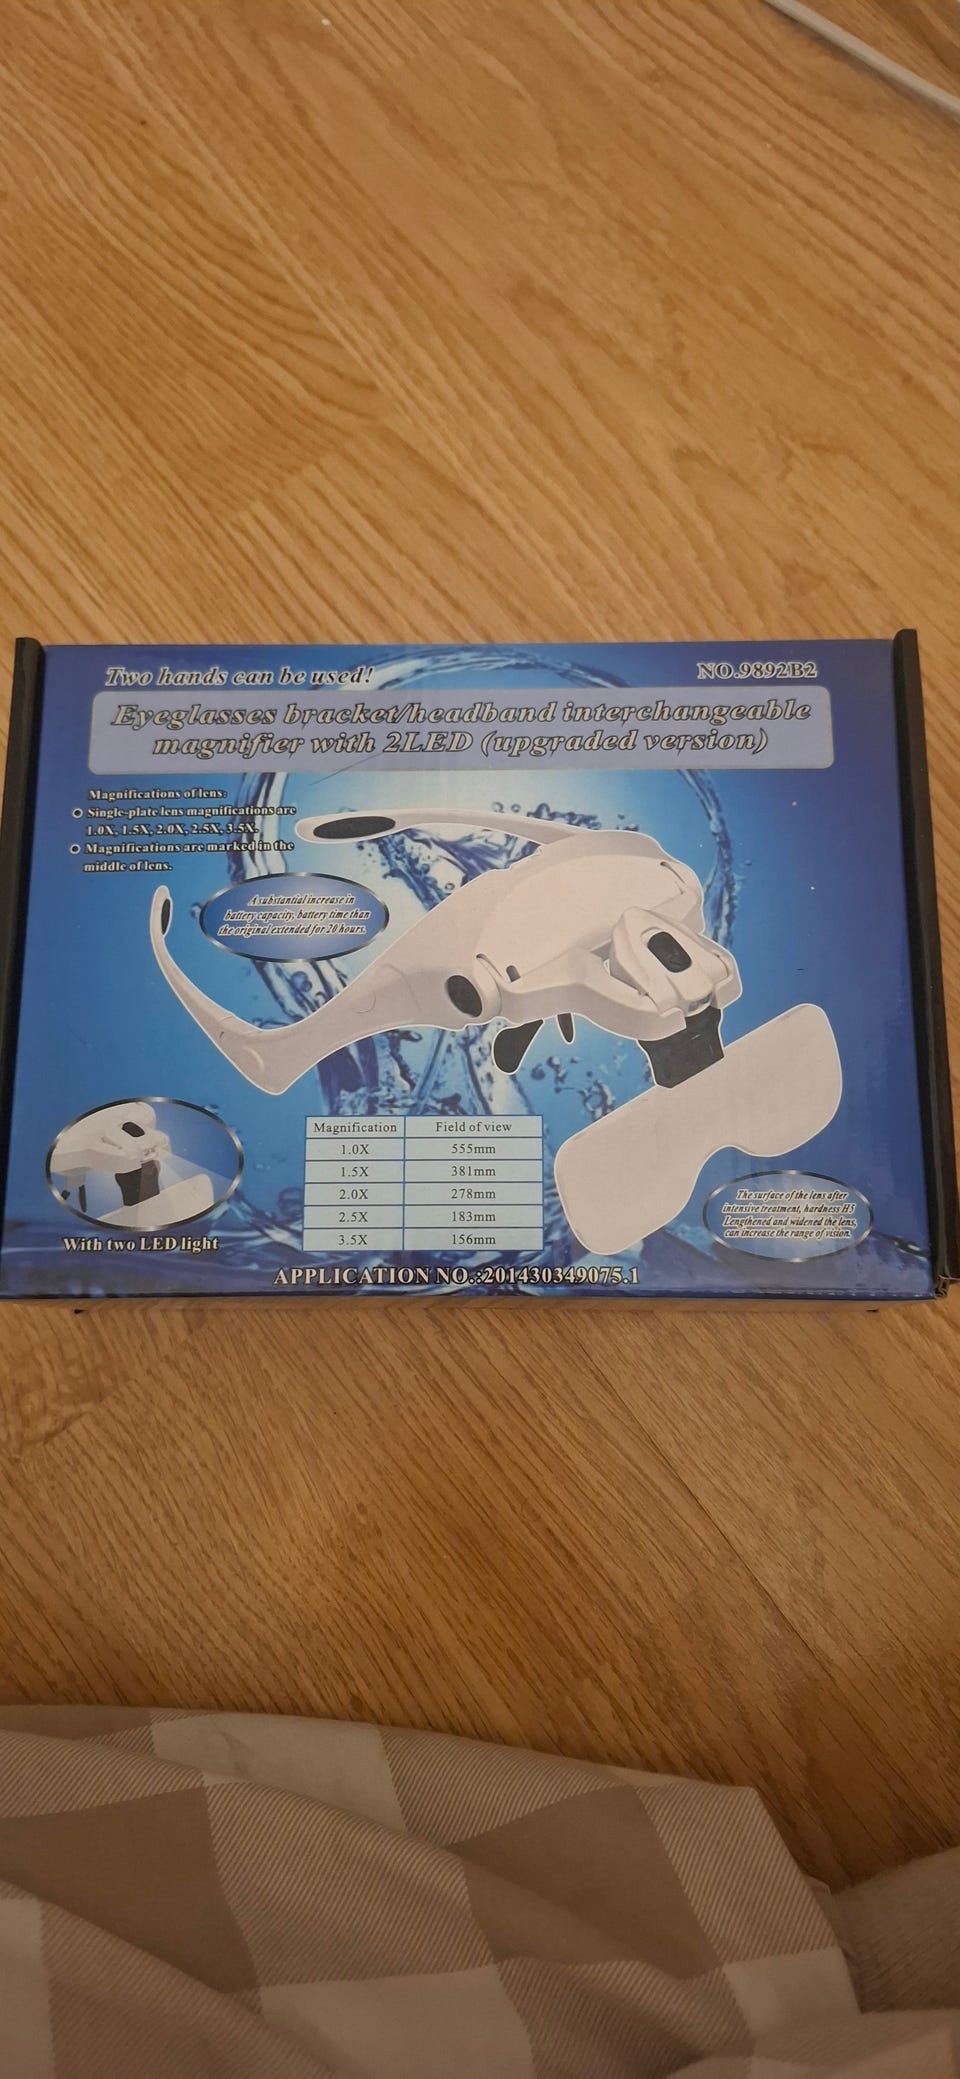 Two hands can be used!
NO.9892B2
Eyeglasses bracket/headband interchangeable
magnifier with 2LED (upgraded version)
Magnifications of lens:
Single-plate lens magnifications are
1.0X, 1.5X, 2.0X, 2.5X, 3.5X.
Magnifications are marked in the
middle of lens.
A substantial increase in
battery capacity, battery time than
the original extended for 20 hours.
Magnification Field of view
1.0X 555mm
1.5X 381mm
2.0X 278mm
2.5X 183mm
3.5X 156mm
The surface of the lens after
intensive treatment, hardness H5
Lengthened and widened the lens,
can increase the range of vision.
With two LED light
APPLICATION NO.:201430349075.1